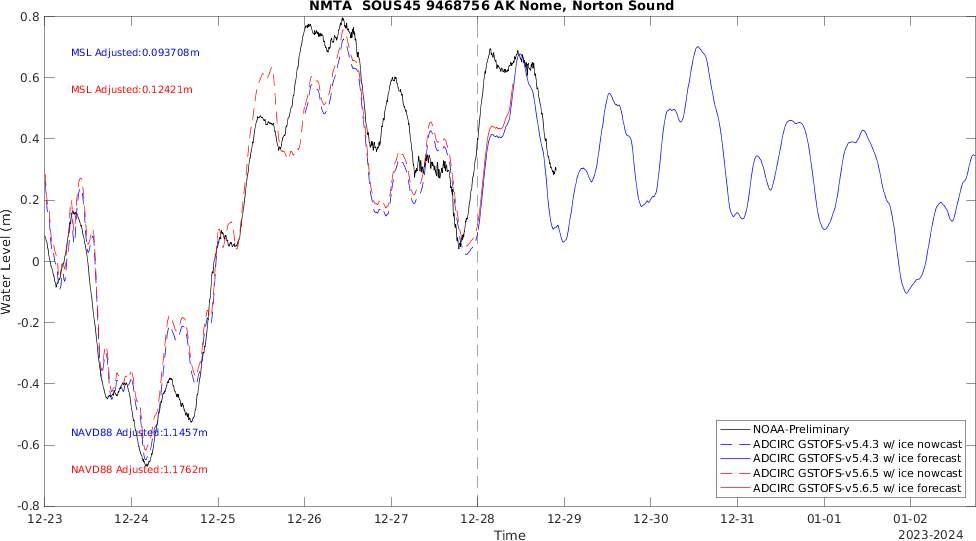 NMTA  SOUS45 9468756 AK Nome, Norton Sound
0.8
MSL Adjusted:0.093708m
0.6
MSL Adjusted:0.12421m
0.4
0.2
0
Water Level (m)
-0.2
-0.4
NAVD88 Adjusted:1.1457m
-0.6
NAVD88 Adjusted:1.1762m
-0.8
NOAA-Preliminary
ADCIRC GSTOFS-v5.4.3 w/ ice nowcast
ADCIRC GSTOFS-v5.4.3 w/ ice forecast
ADCIRC GSTOFS-v5.6.5 w/ ice nowcast
ADCIRC GSTOFS-v5.6.5 w/ ice forecast
12-23 12-24 12-25 12-26 12-27 12-28 12-29 12-30 12-31 01-01 01-02
Time
2023-2024